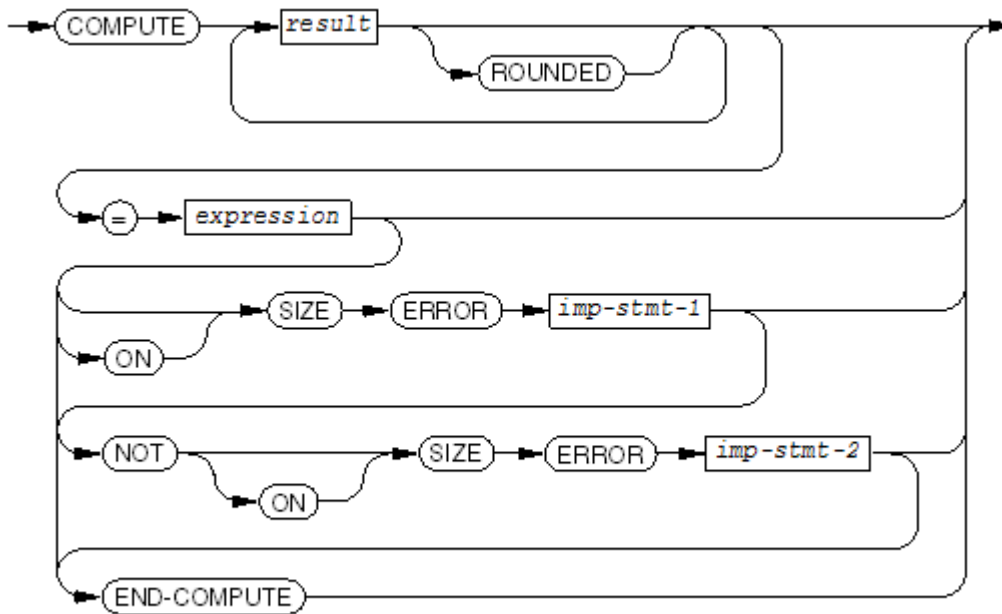 COMPUTE result
ROUNDED
= expression
SIZE ERROR imp-stmt-1
ON
NOT SIZE ERROR imp-stmt-2
ON
END-COMPUTE